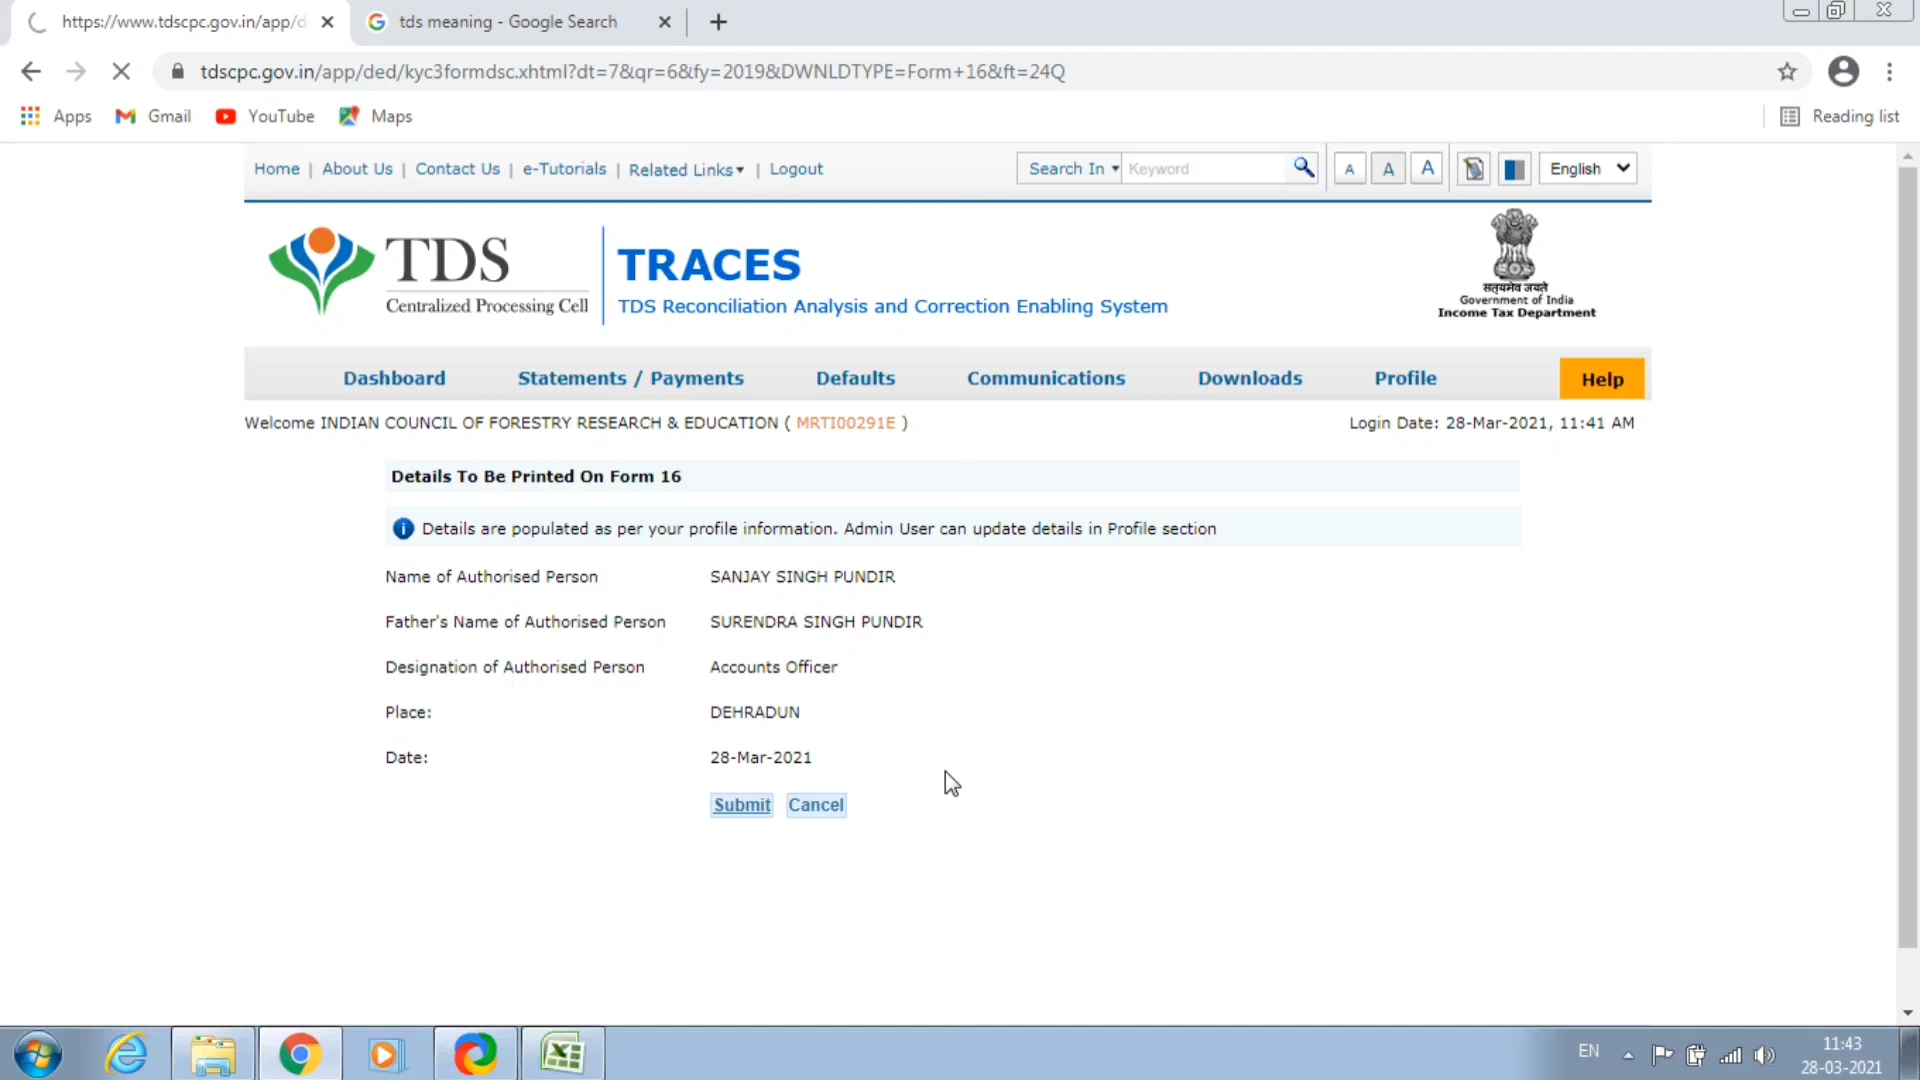 https://www.tdscpc.gov.in/app/d
tds meaning - Google Search
tdscpc.gov.in/app/ded/kyc3formdsc.xhtml?dt=7&qr=6&fy=2019&DWNLDTYPE=Form+16&ft=24Q
Apps Gmail YouTube Maps Reading list
Home | About Us | Contact Us | e-Tutorials | Related Links | Logout Search In Keyword A A A English
TDS
Centralized Processing Cell
TRACES
TDS Reconciliation Analysis and Correction Enabling System
सत्यमेव जयते
Government of India
Income Tax Department
Dashboard Statements / Payments Defaults Communications Downloads Profile Help
Welcome INDIAN COUNCIL OF FORESTRY RESEARCH & EDUCATION ( MRTI00291E ) Login Date: 28-Mar-2021, 11:41 AM
Details To Be Printed On Form 16
i Details are populated as per your profile information. Admin User can update details in Profile section
Name of Authorised Person SANJAY SINGH PUNDIR
Father's Name of Authorised Person SURENDRA SINGH PUNDIR
Designation of Authorised Person Accounts Officer
Place: DEHRADUN
Date: 28-Mar-2021
Submit Cancel
EN 11:43
28-03-2021